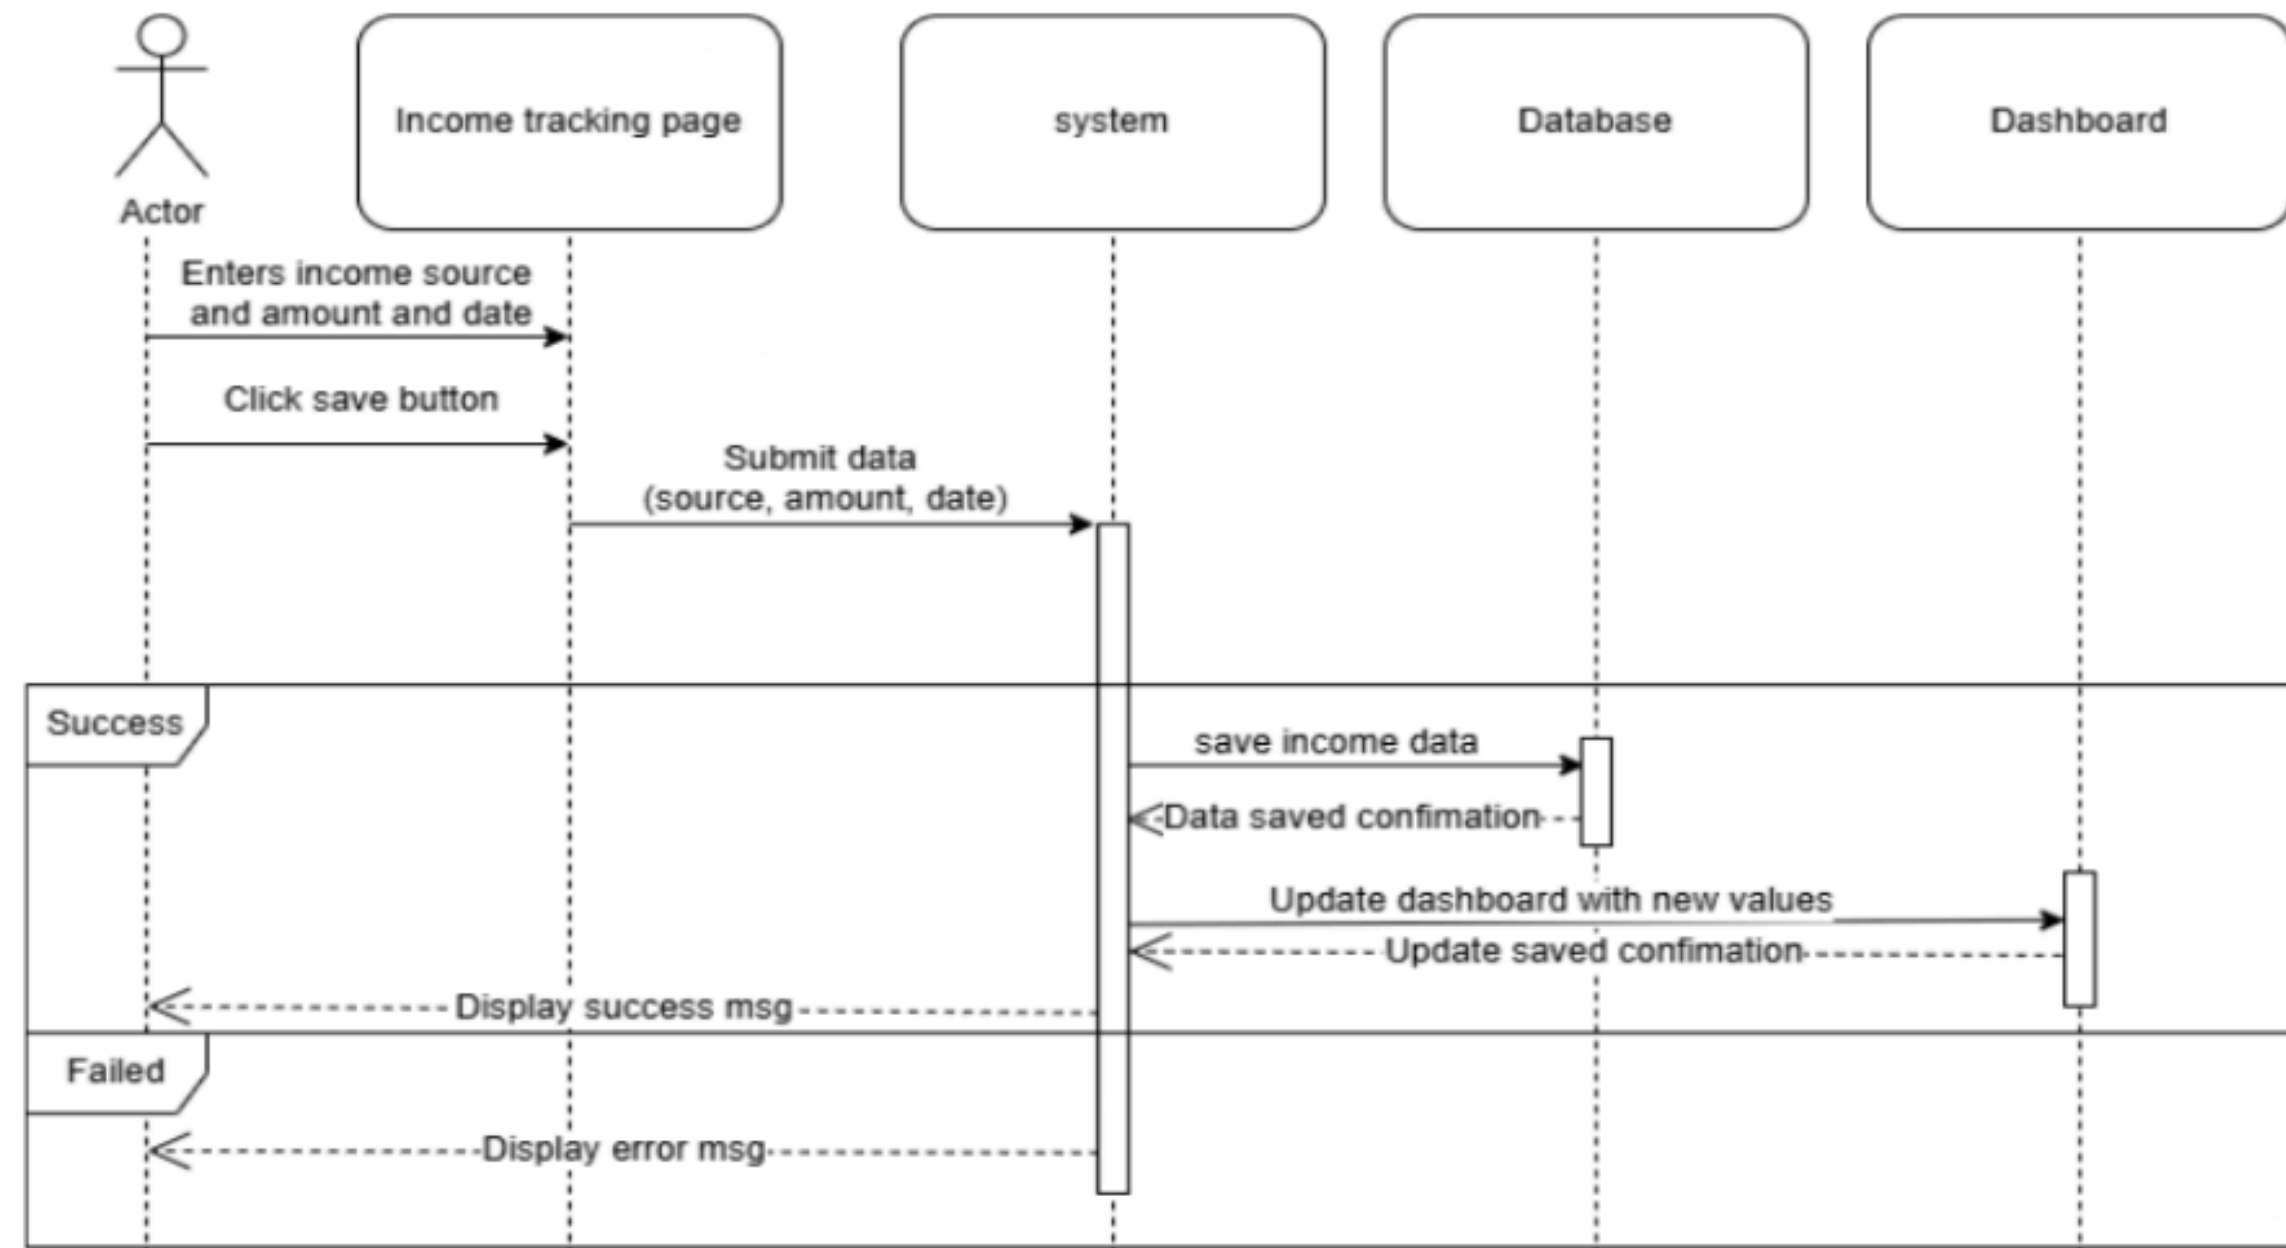 Actor
Income tracking page
system
Database
Dashboard
Enters income source
and amount and date
Click save button
Submit data
(source, amount, date)
Success
save income data
Data saved confimation
Update dashboard with new values
Update saved confimation
Display success msg
Failed
Display error msg